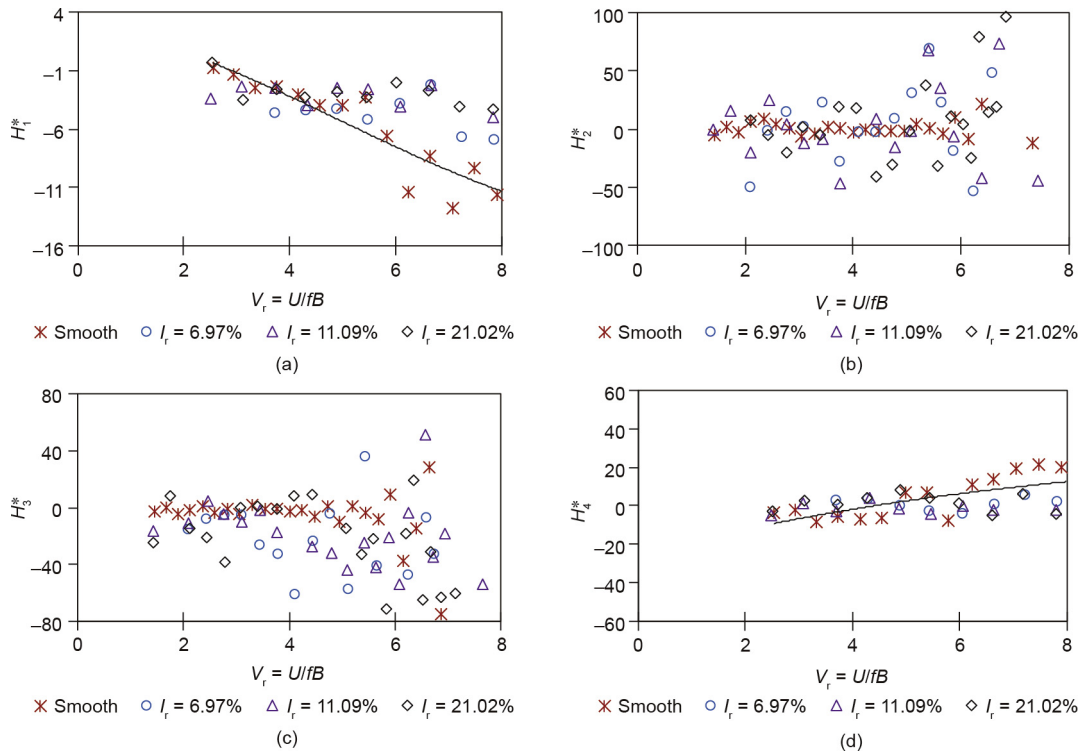 (a)
4
−1
−6
−11
−16
H₁*
0 2 4 6 8
Vᵣ = U/fB
Smooth Iᵣ = 6.97% Iᵣ = 11.09% Iᵣ = 21.02%
(a)
(b)
100
50
0
−50
−100
H₂*
0 2 4 6 8
Vᵣ = U/fB
Smooth Iᵣ = 6.97% Iᵣ = 11.09% Iᵣ = 21.02%
(b)
(c)
80
40
0
−40
−80
H₃*
0 2 4 6 8
Vᵣ = U/fB
Smooth Iᵣ = 6.97% Iᵣ = 11.09% Iᵣ = 21.02%
(c)
(d)
60
40
20
0
−20
−40
−60
H₄*
0 2 4 6 8
Vᵣ = U/fB
Smooth Iᵣ = 6.97% Iᵣ = 11.09% Iᵣ = 21.02%
(d)